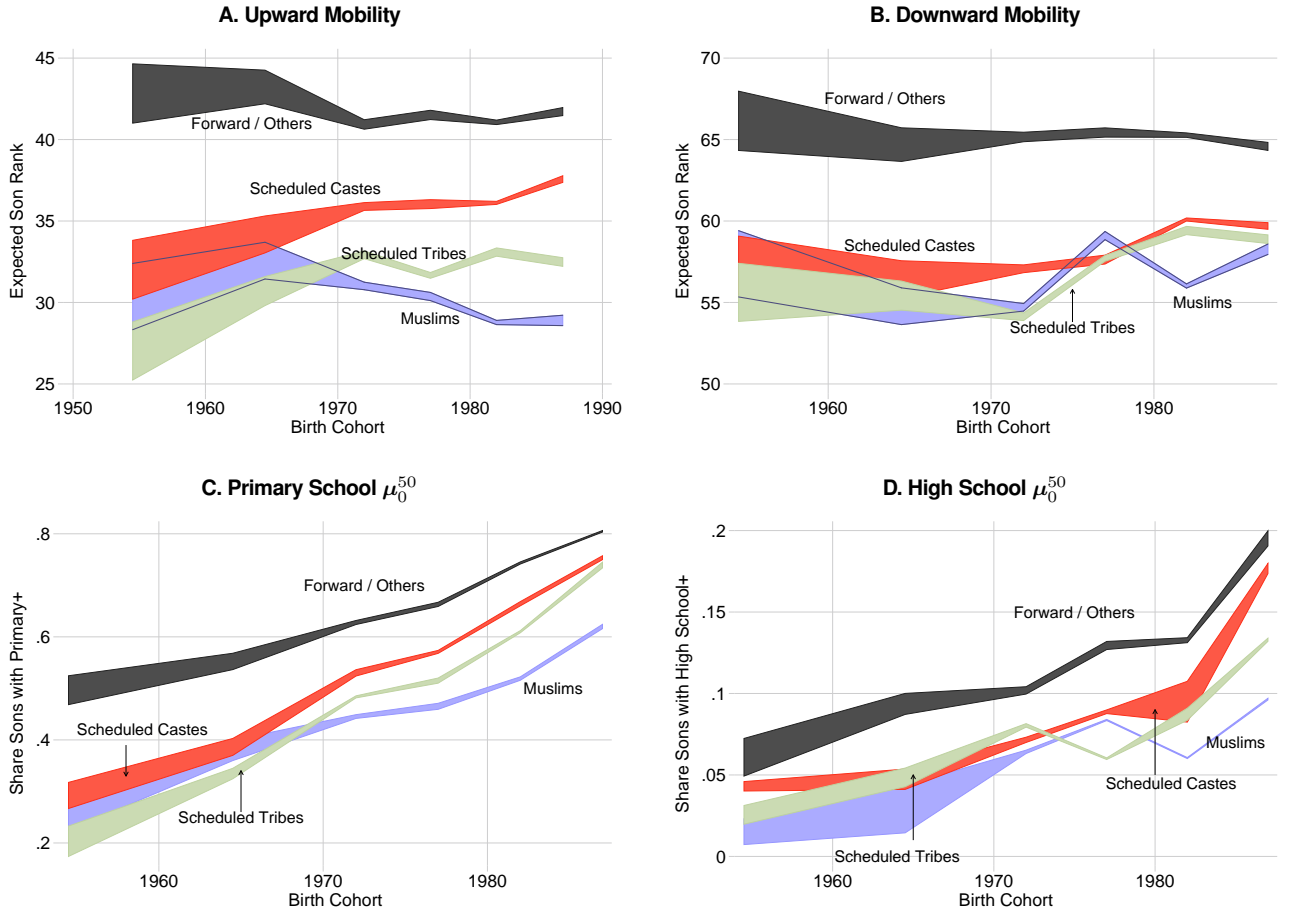 A. Upward Mobility
45
40
35
30
25
Expected Son Rank
Forward / Others
Scheduled Castes
Scheduled Tribes
Muslims
1950
1960
1970
1980
1990
Birth Cohort
B. Downward Mobility
70
65
60
55
50
Expected Son Rank
Forward / Others
Scheduled Castes
Muslims
Scheduled Tribes
1960
1970
1980
Birth Cohort
C. Primary School μ₀⁵⁰
.8
.6
.4
.2
Share Sons with Primary+
Forward / Others
Muslims
Scheduled Castes
Scheduled Tribes
1960
1970
1980
Birth Cohort
D. High School μ₀⁵⁰
.2
.15
.1
.05
0
Share Sons with High School+
Forward / Others
Muslims
Scheduled Castes
Scheduled Tribes
1960
1970
1980
Birth Cohort